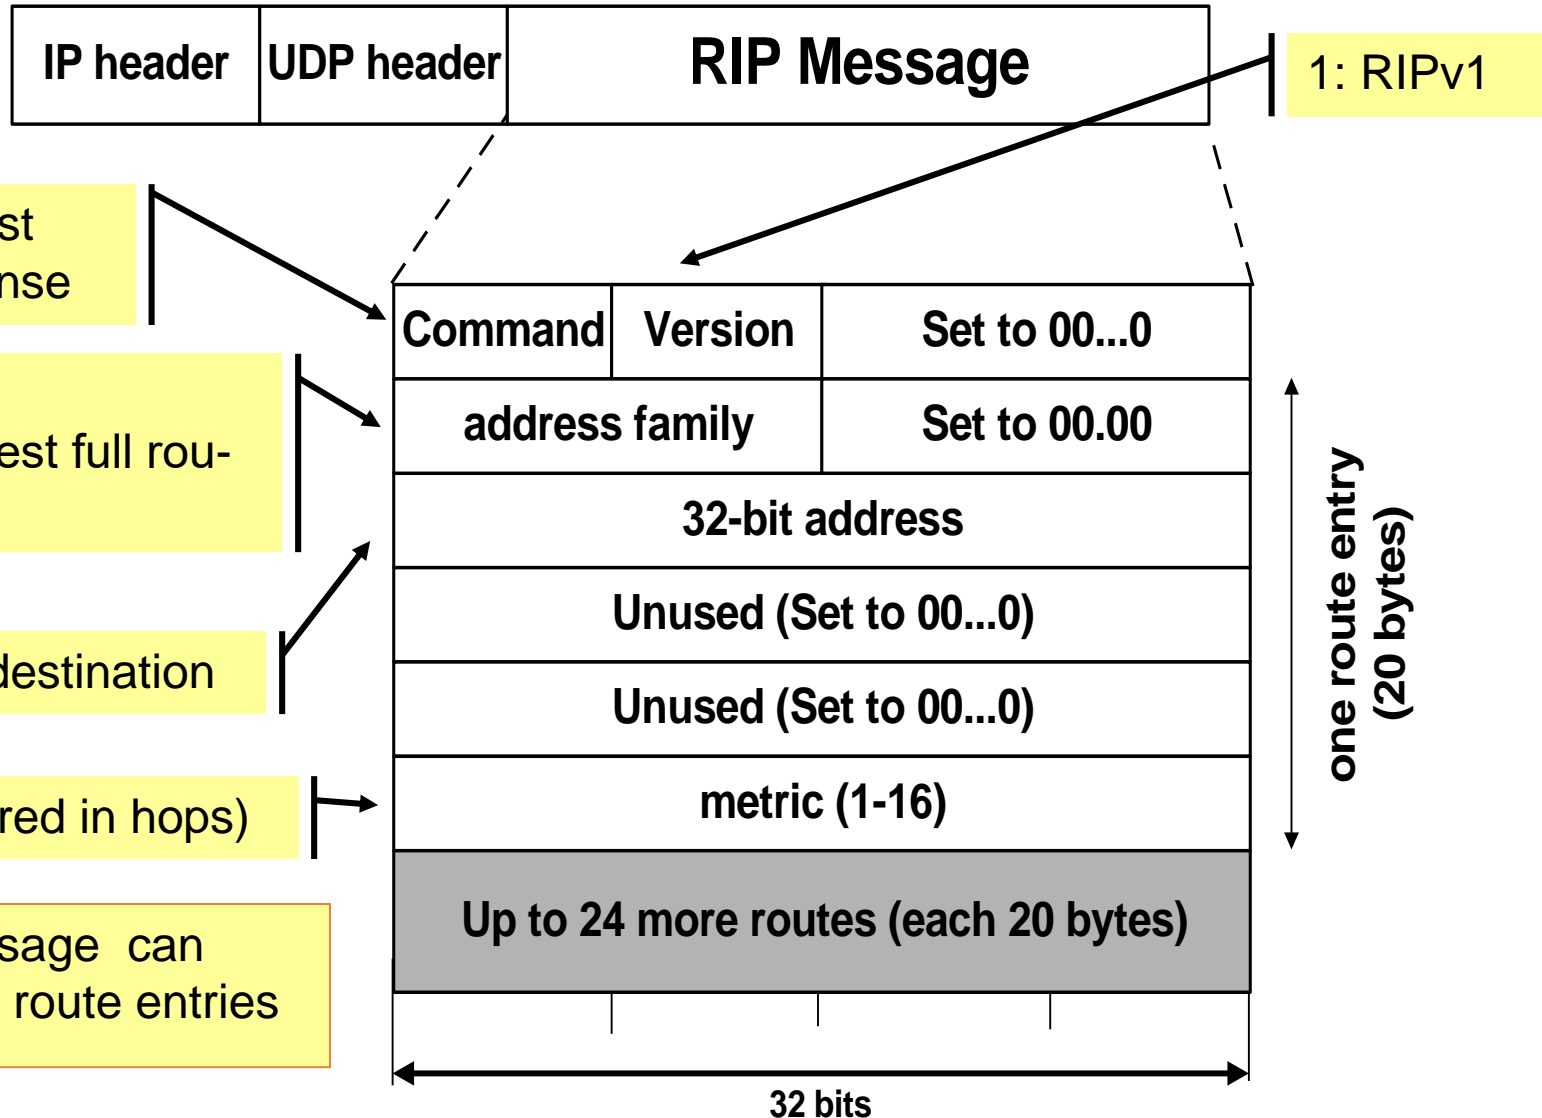 IP header
UDP header
RIP Message
1: RIPv1
st
nse
Command
Version
Set to 00...0
address family
Set to 00.00
est full rou-
32-bit address
Unused (Set to 00...0)
destination
Unused (Set to 00...0)
red in hops)
metric (1-16)
Up to 24 more routes (each 20 bytes)
sage can
route entries
one route entry
(20 bytes)
32 bits